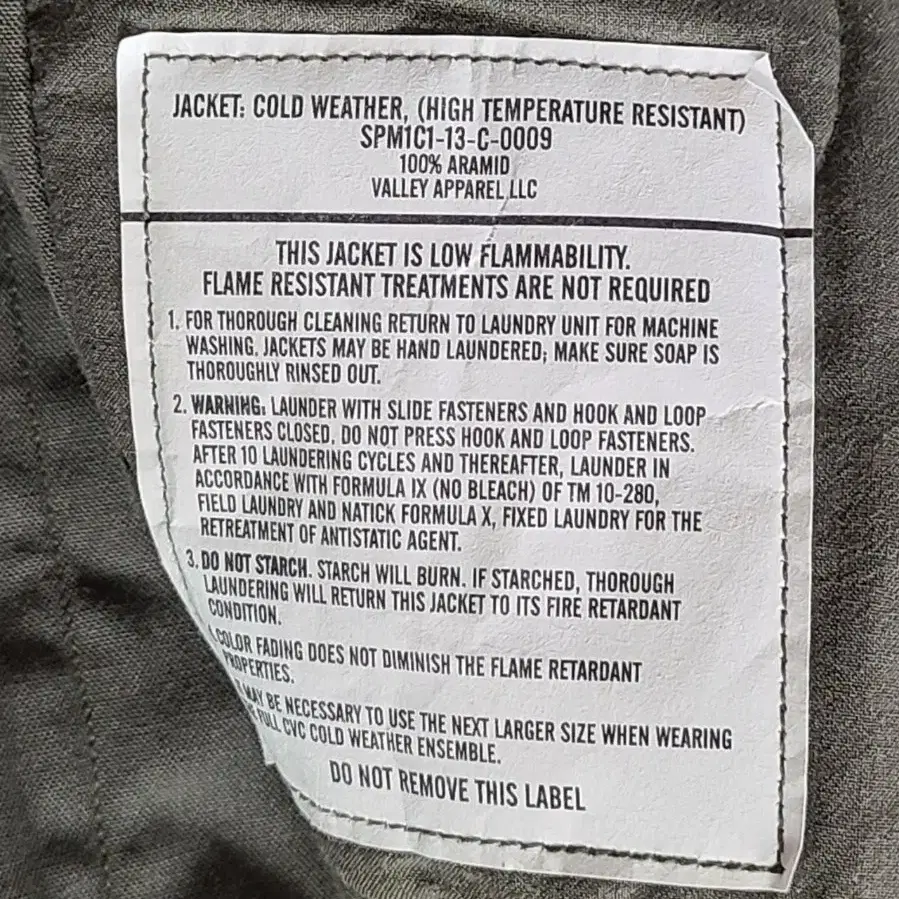 JACKET: COLD WEATHER, (HIGH TEMPERATURE RESISTANT)
SPM1C1-13-C-0009
100% ARAMID
VALLEY APPAREL LLC
THIS JACKET IS LOW FLAMMABILITY.
FLAME RESISTANT TREATMENTS ARE NOT REQUIRED
1. FOR THOROUGH CLEANING RETURN TO LAUNDRY UNIT FOR MACHINE
WASHING. JACKETS MAY BE HAND LAUNDERED; MAKE SURE SOAP IS
THOROUGHLY RINSED OUT.
2. WARNING: LAUNDER WITH SLIDE FASTENERS AND HOOK AND LOOP
FASTENERS CLOSED. DO NOT PRESS HOOK AND LOOP FASTENERS.
AFTER 10 LAUNDERING CYCLES AND THEREAFTER, LAUNDER IN
ACCORDANCE WITH FORMULA IX (NO BLEACH) OF TM 10-280,
FIELD LAUNDRY AND NATICK FORMULA X, FIXED LAUNDRY FOR THE
RETREATMENT OF ANTISTATIC AGENT.
3. DO NOT STARCH. STARCH WILL BURN. IF STARCHED, THOROUGH
LAUNDERING WILL RETURN THIS JACKET TO ITS FIRE RETARDANT
CONDITION.
COLOR FADING DOES NOT DIMINISH THE FLAME RETARDANT
PROPERTIES.
MAY BE NECESSARY TO USE THE NEXT LARGER SIZE WHEN WEARING
FULL CVC COLD WEATHER ENSEMBLE.
DO NOT REMOVE THIS LABEL